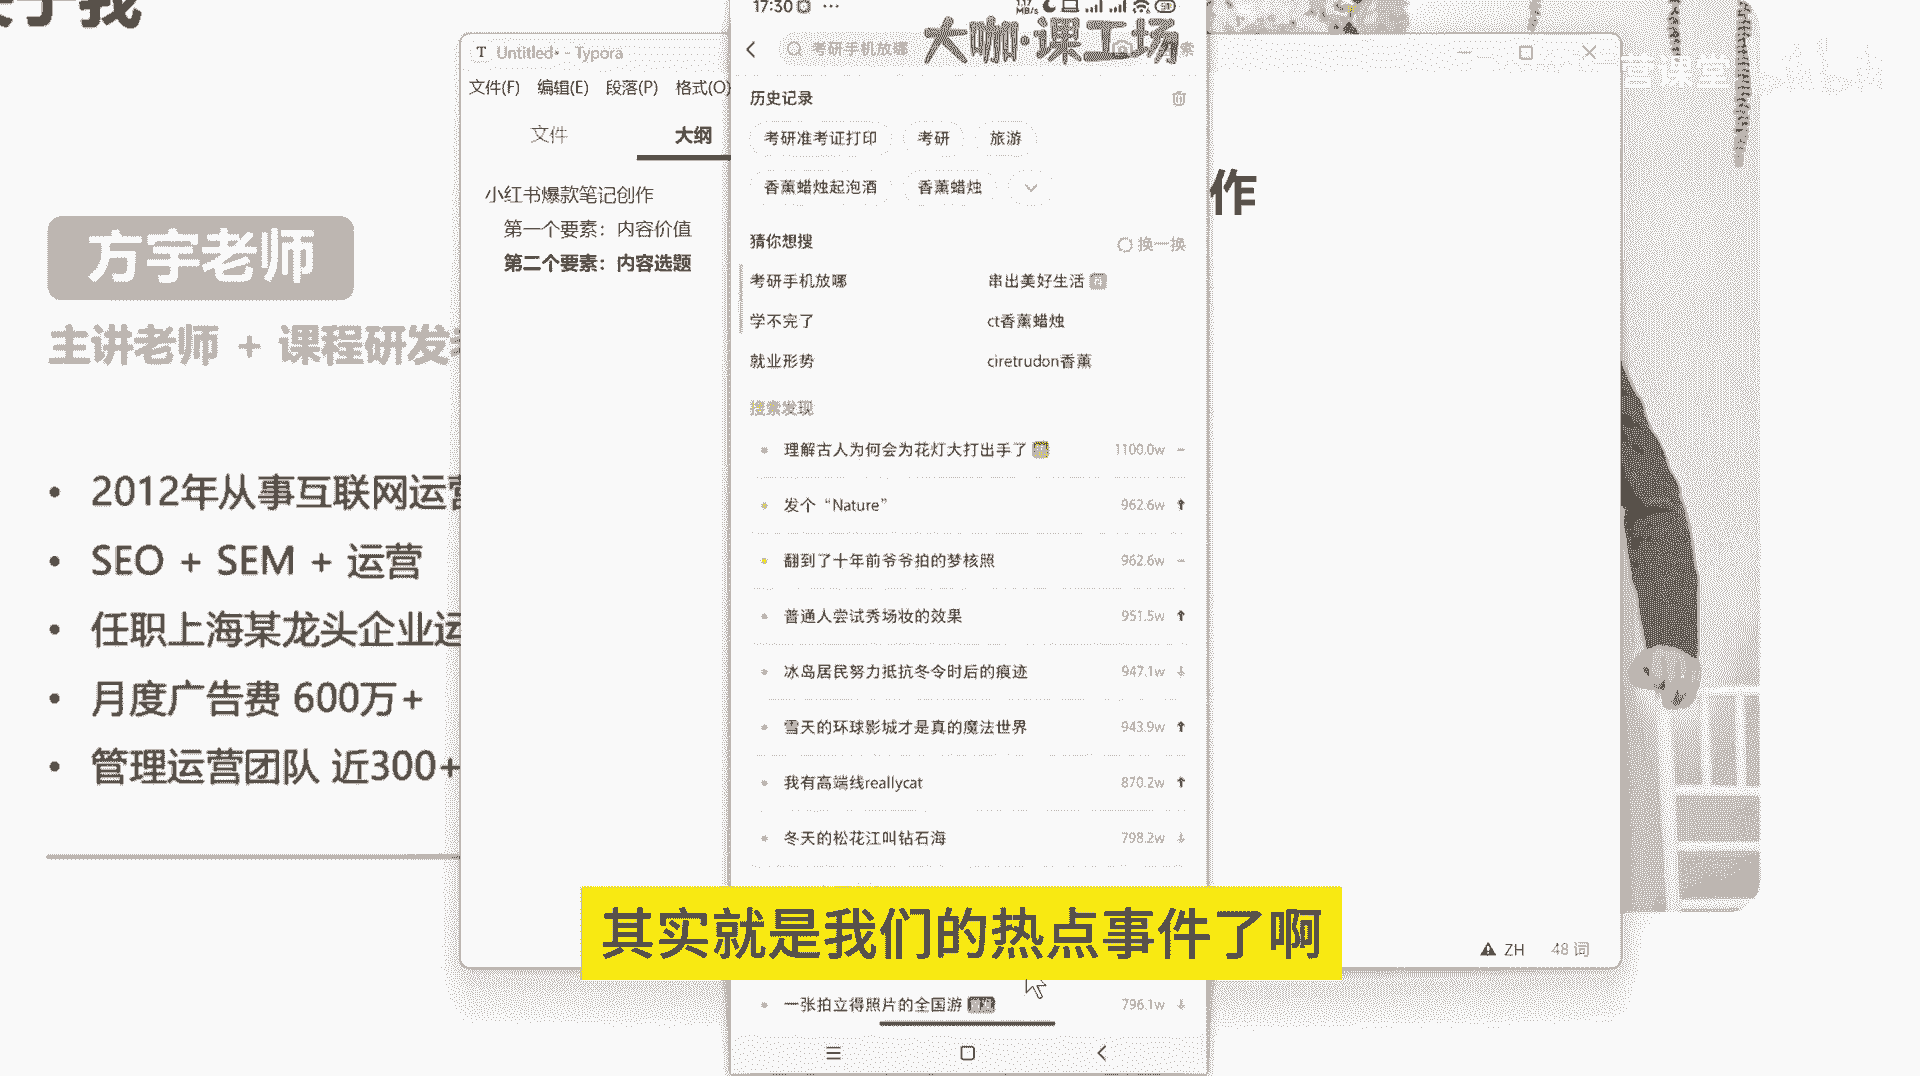 关于我
方宇老师
主讲老师 + 课程研发
2012年从事互联网运营
SEO + SEM + 运营
任职上海某龙头企业运
月度广告费 600万+
管理运营团队 近300+
Untitled• - Typora
文件(F) 编辑(E) 段落(P) 格式(O)
文件 大纲
小红书爆款笔记创作
第一个要素：内容价值
第二个要素：内容选题
作
ZH 48 词
17:30
考研手机放哪
大咖·课工场
营课堂
历史记录
考研准考证打印 考研 旅游
香薰蜡烛起泡酒 香薰蜡烛
猜你想搜 换一换
考研手机放哪 串出美好生活
学不完了 ct香薰蜡烛
就业形势 ciretrudon香薰
搜索发现
理解古人为何会为花灯大打出手了 1100.0w
发个“Nature” 962.6w
翻到了十年前爷爷拍的梦核照 962.6w
普通人尝试秀场妆的效果 951.5w
冰岛居民努力抵抗冬令时后的痕迹 947.1w
雪天的环球影城才是真的魔法世界 943.9w
我有高端线reallycat 870.2w
冬天的松花江叫钻石海 798.2w
其实就是我们的热点事件了啊
一张拍立得照片的全国游 796.1w